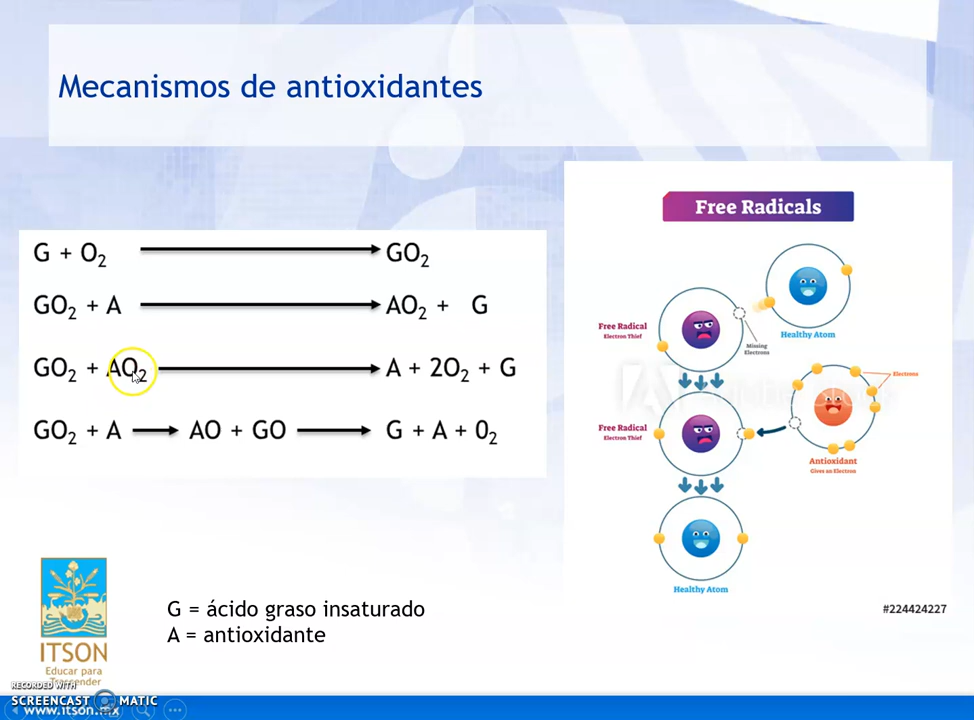 Mecanismos de antioxidantes
G + O₂ → GO₂
GO₂ + A → AO₂ + G
GO₂ + AO₂ → A + 2O₂ + G
GO₂ + A → AO + GO → G + A + 0₂
Free Radicals
Free Radical
Electron Thief
Missing
Electrons
Healthy Atom
Electrons
Free Radical
Electron Thief
Antioxidant
Gives an Electron
Healthy Atom
#224424227
G = ácido graso insaturado
A = antioxidante
ITSON
Educar para
Trascender
RECORDED WITH
SCREENCAST MATIC
www.itson.mx